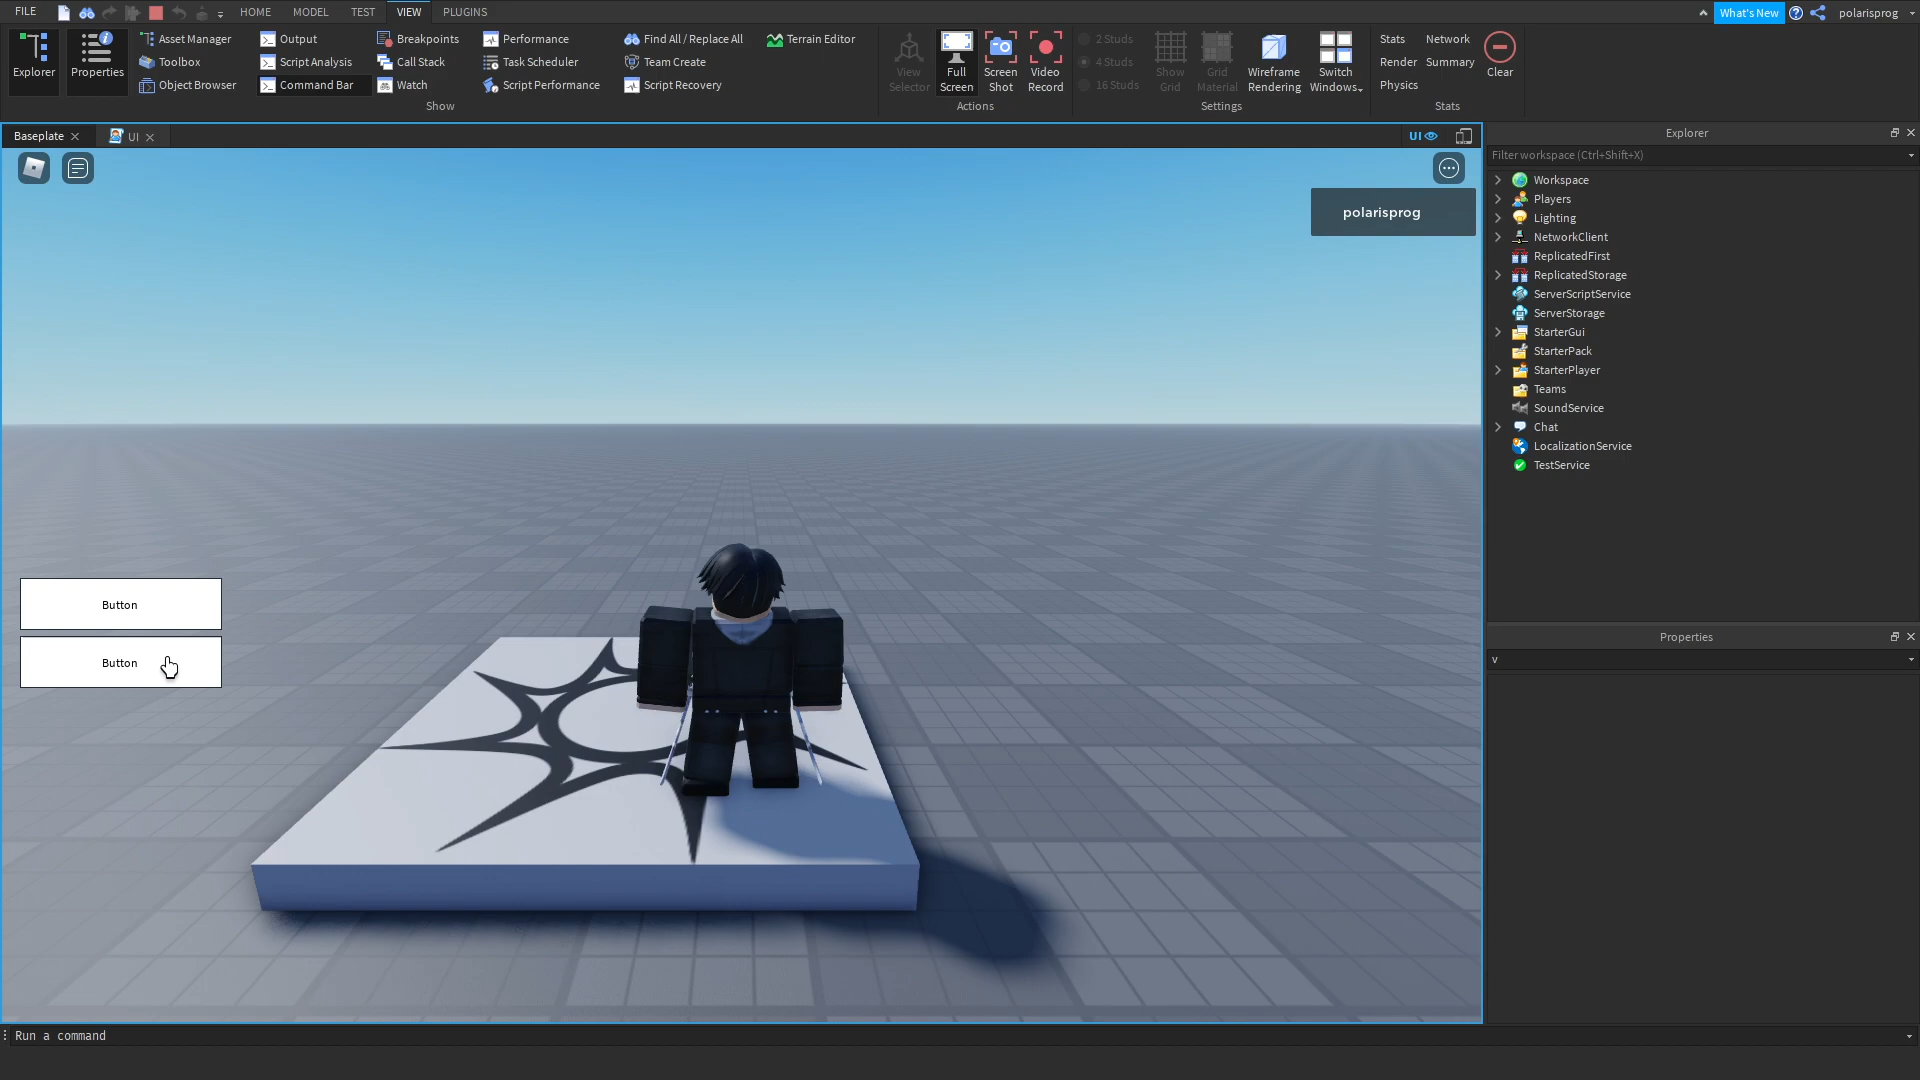 FILE
HOME
MODEL
TEST
VIEW
PLUGINS
What's New
polarisprog
Explorer
Properties
Asset Manager
Toolbox
Object Browser
Output
Script Analysis
Command Bar
Breakpoints
Call Stack
Watch
Performance
Task Scheduler
Script Performance
Find All / Replace All
Team Create
Script Recovery
Terrain Editor
Show
View
Selector
Full
Screen
Screen
Shot
Video
Record
Actions
2 Studs
4 Studs
16 Studs
Show
Grid
Grid
Material
Wireframe
Rendering
Switch
Windows
Settings
Stats
Render
Physics
Network
Summary
Clear
Stats
Baseplate
UI
UI
polarisprog
Button
Button
Explorer
Filter workspace (Ctrl+Shift+X)
Workspace
Players
Lighting
NetworkClient
ReplicatedFirst
ReplicatedStorage
ServerScriptService
ServerStorage
StarterGui
StarterPack
StarterPlayer
Teams
SoundService
Chat
LocalizationService
TestService
Properties
v
Run a command